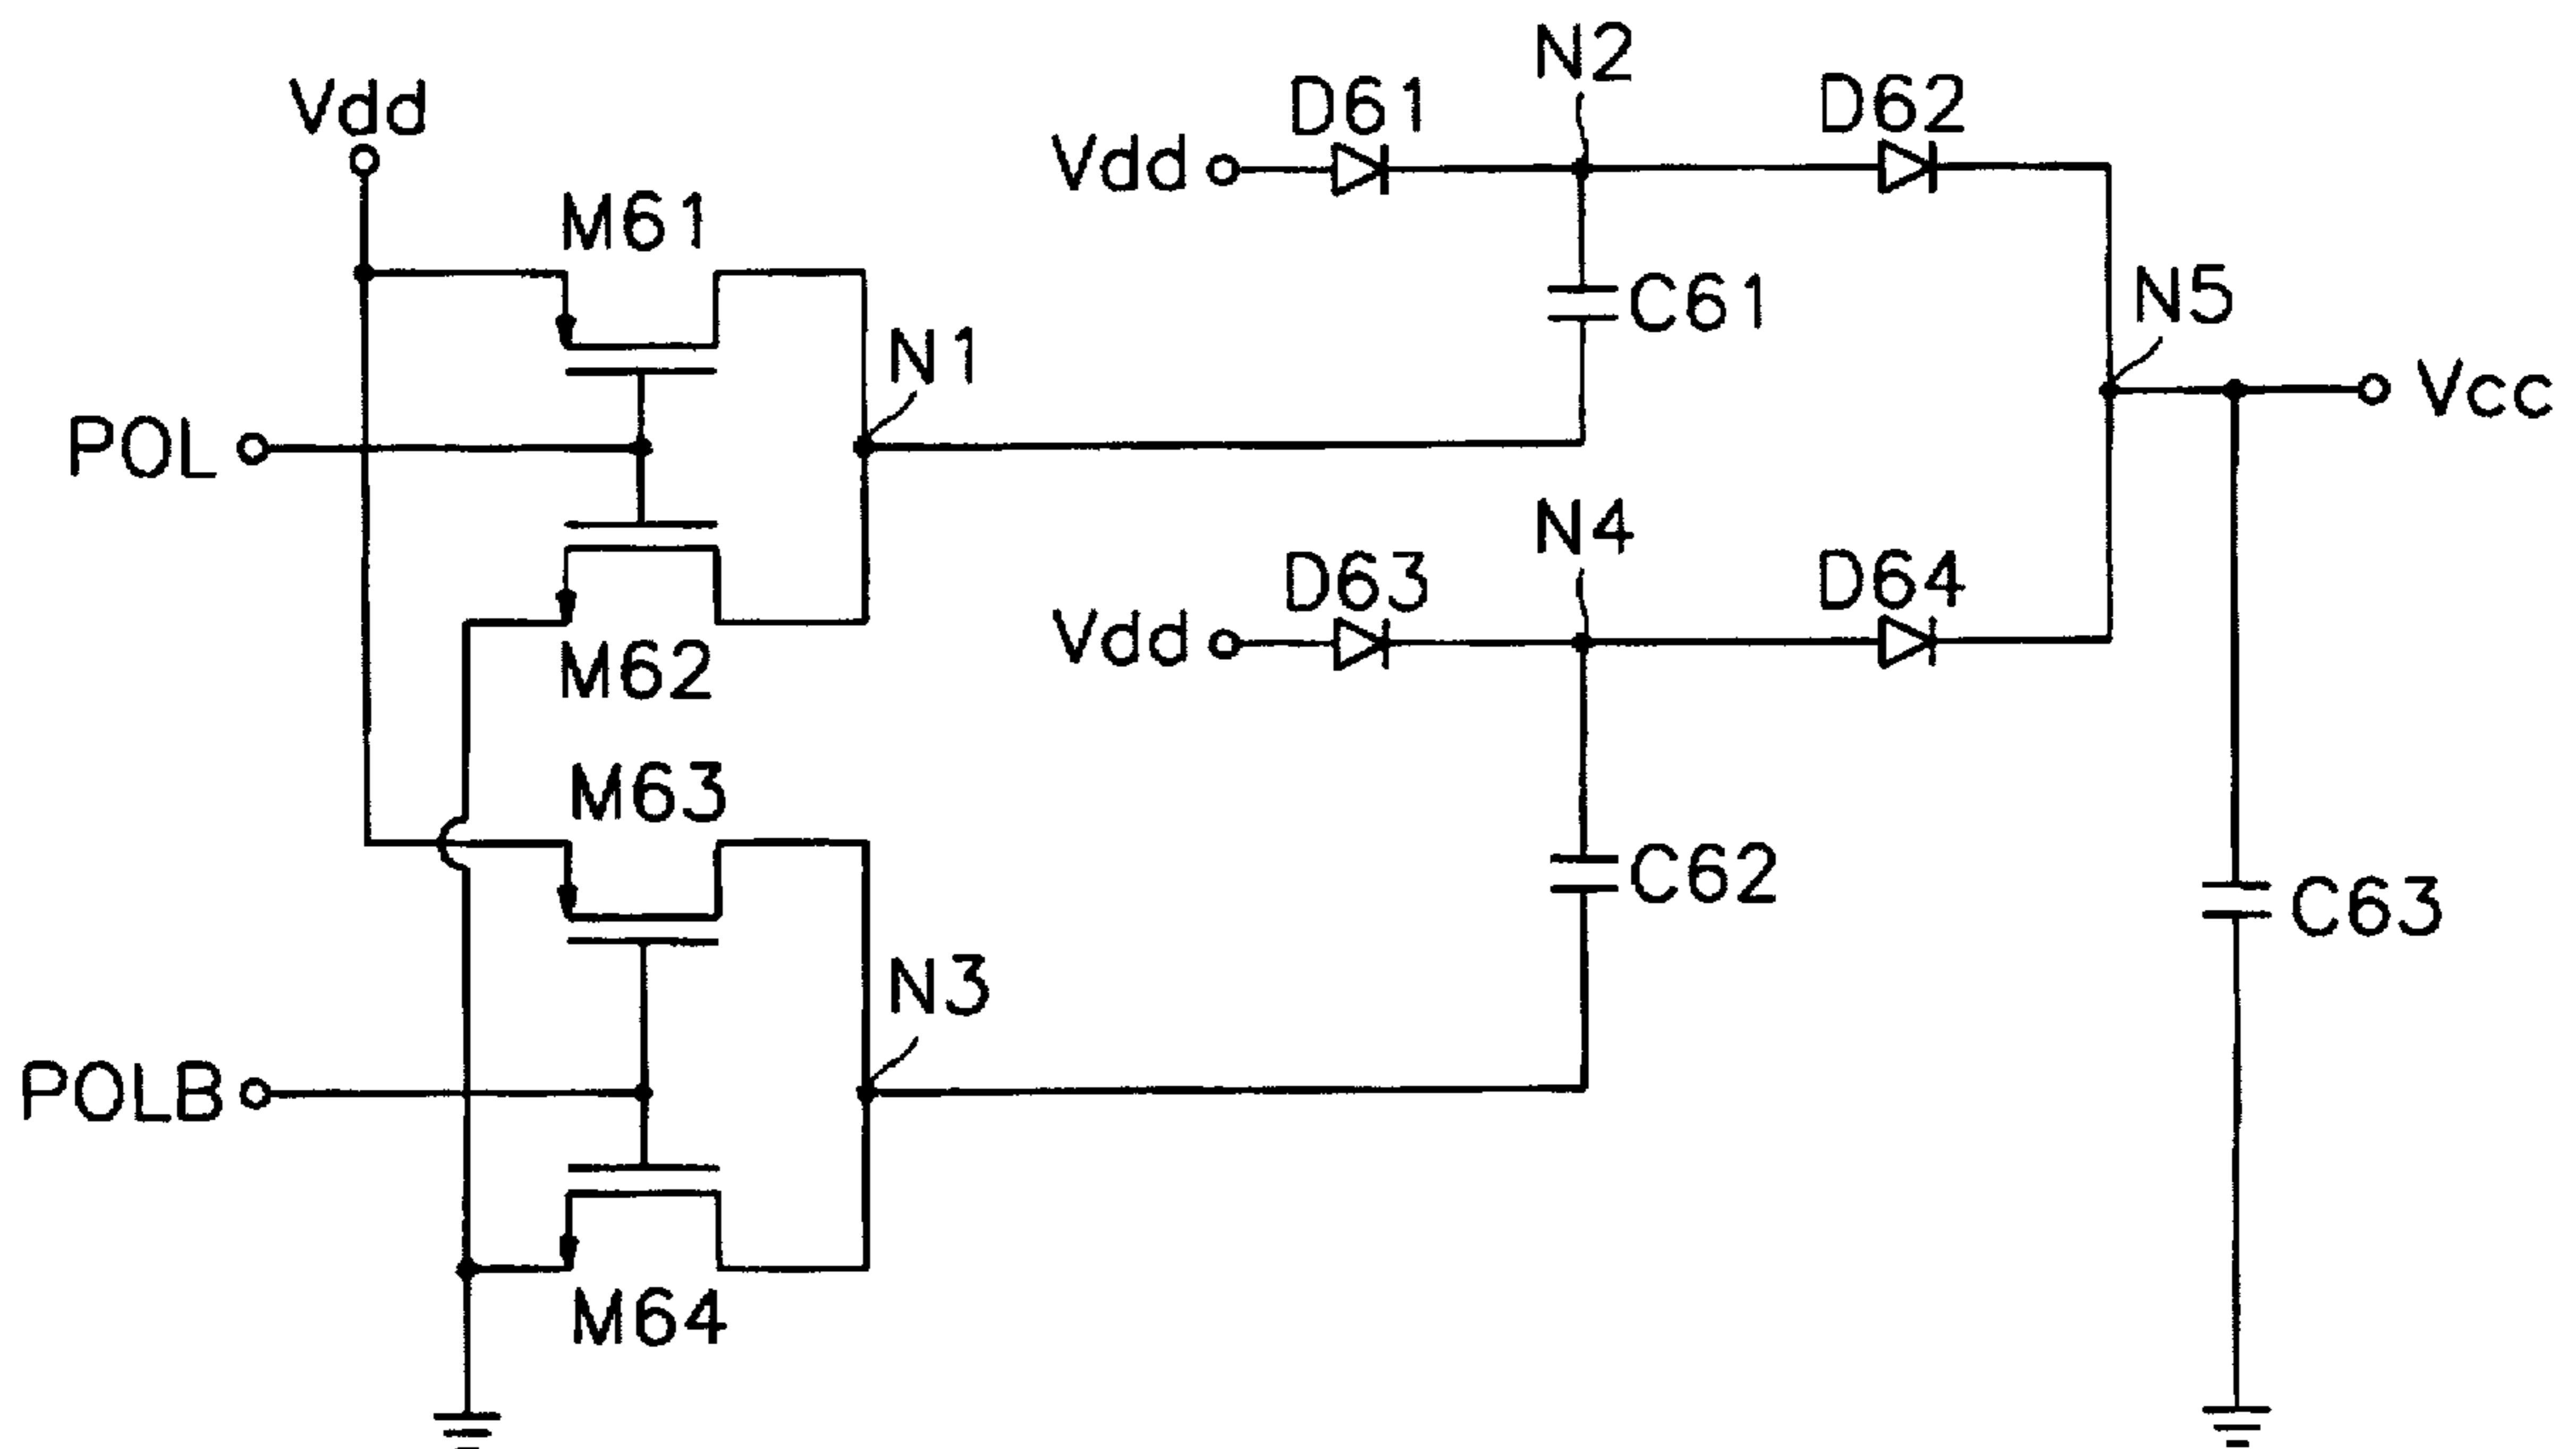 N2
Vdd
D61
D62
Vdd
M61
N5
C61
N1
Vcc
POL
N4
D63
D64
Vdd
M62
M63
C62
C63
N3
POLB
M64